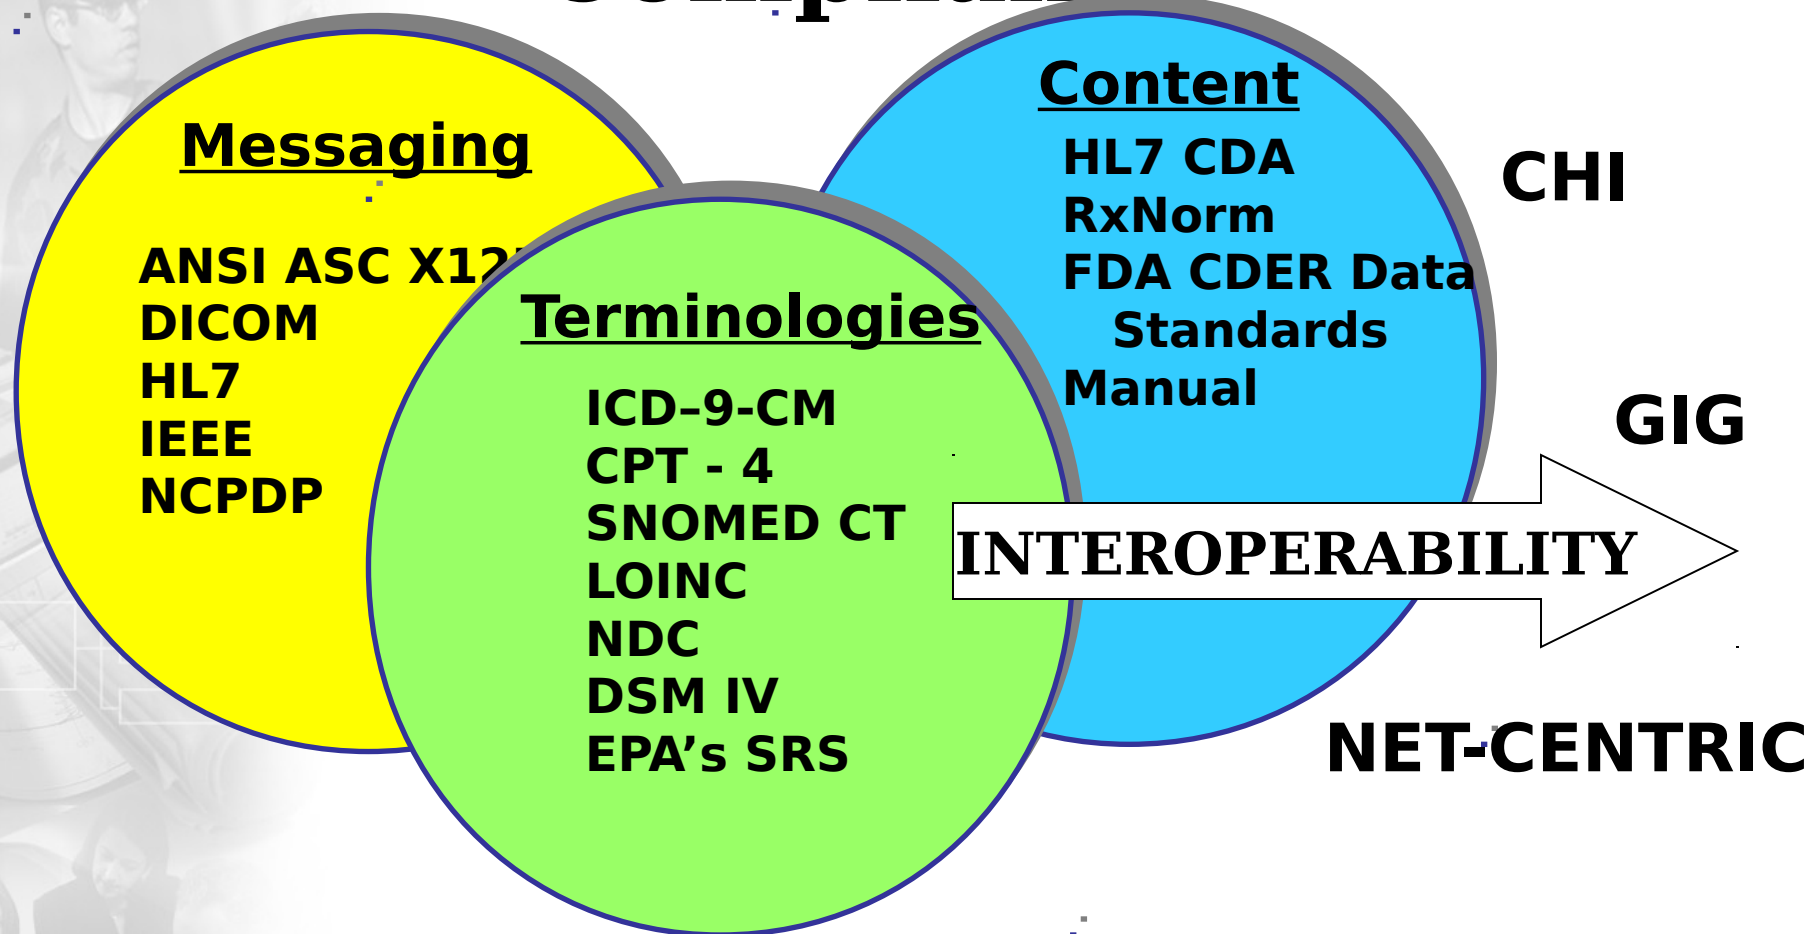 Messaging
ANSI ASC X12
DICOM
HL7
IEEE
NCPDP
Terminologies
ICD–9-CM
CPT - 4
SNOMED CT
LOINC
NDC
DSM IV
EPA’s SRS
Content
HL7 CDA
RxNorm
FDA CDER Data
Standards
Manual
CHI
GIG
INTEROPERABILITY
NET-CENTRIC